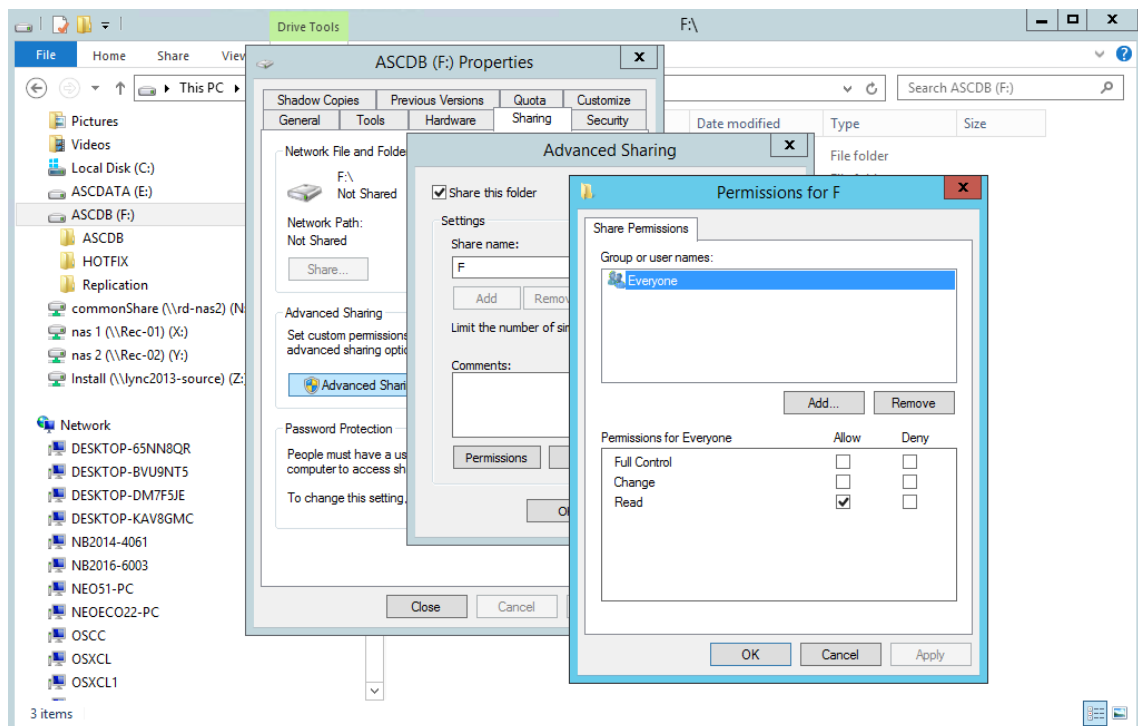 Drive Tools
F:\
File
Home
Share
View
This PC
Search ASCDB (F:)
Pictures
Videos
Local Disk (C:)
ASCDATA (E:)
ASCDB (F:)
ASCDB
HOTFIX
Replication
commonShare (\\rd-nas2) (N
nas 1 (\\Rec-01) (X:)
nas 2 (\\Rec-02) (Y:)
Install (\\lync2013-source) (Z:
Network
DESKTOP-65NN8QR
DESKTOP-BVU9NT5
DESKTOP-DM7F5JE
DESKTOP-KAV8GMC
NB2014-4061
NB2016-6003
NEO51-PC
NEOECO22-PC
OSCC
OSXCL
OSXCL1
3 items
Date modified
Type
Size
File folder
ASCDB (F:) Properties
x
Shadow Copies
Previous Versions
Quota
Customize
General
Tools
Hardware
Sharing
Security
Network File and Folde
F:\
Not Shared
Network Path:
Not Shared
Share...
Advanced Sharing
Set custom permissions
advanced sharing optic
Advanced Shari
Password Protection
People must have a us
computer to access sh
To change this setting,
Close
Cancel
Advanced Sharing
x
Share this folder
Settings
Share name:
F
Add
Remov
Limit the number of sim
Comments:
Permissions
Permissions for F
x
Share Permissions
Group or user names:
Everyone
Add...
Remove
Permissions for Everyone
Allow
Deny
Full Control
Change
Read
OK
Cancel
Apply